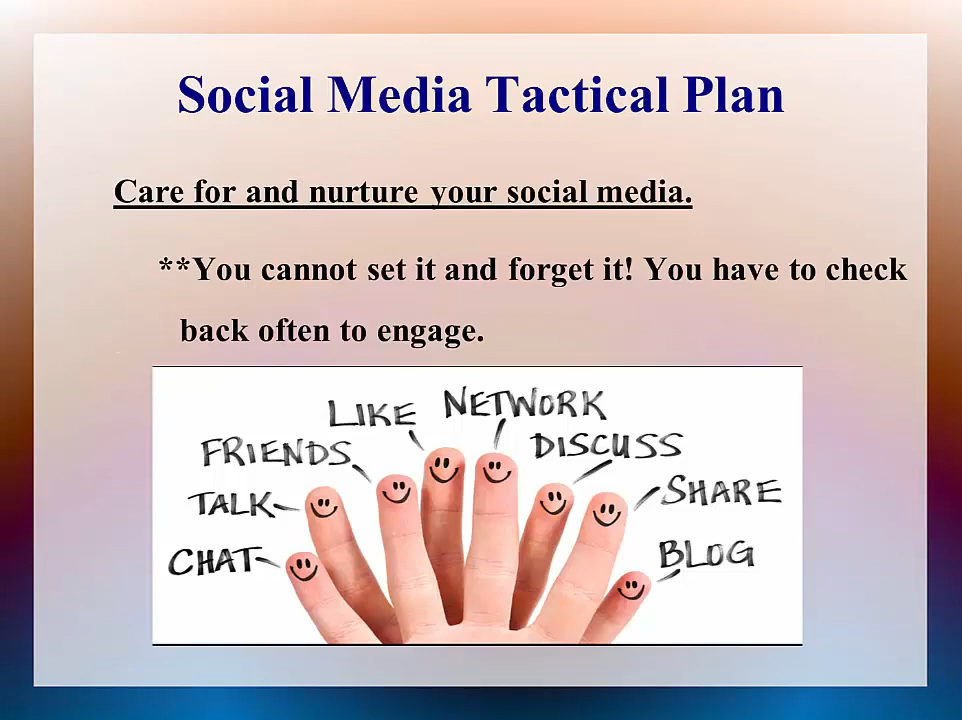 Social Media Tactical Plan
Care for and nurture your social media.
**You cannot set it and forget it! You have to check
back often to engage.
LIKE NETWORK
FRIENDS DISCUSS
TALK SHARE
CHAT BLOG